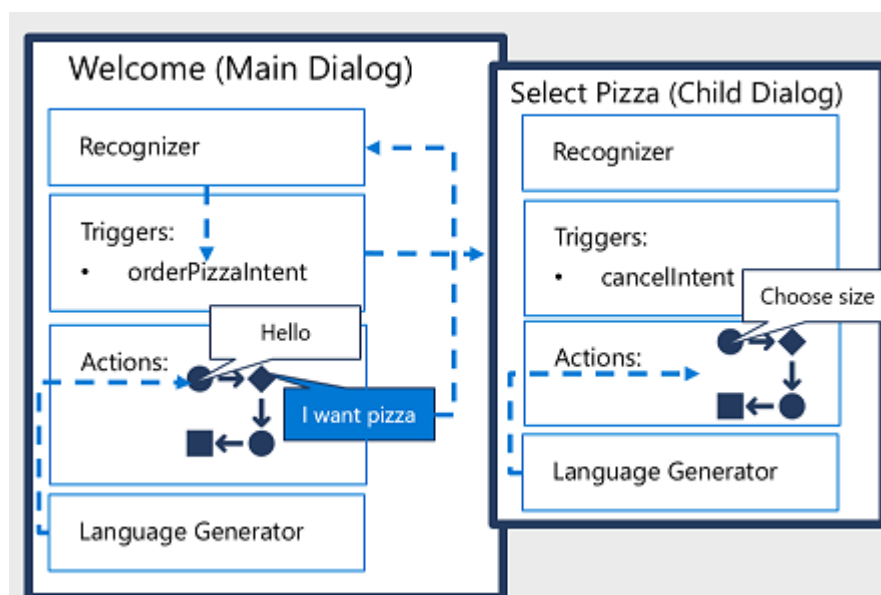 Welcome (Main Dialog)
Recognizer
Triggers:
• orderPizzaIntent
Hello
Actions:
I want pizza
Language Generator
Select Pizza (Child Dialog)
Recognizer
Triggers:
• cancelIntent
Choose size
Actions:
Language Generator